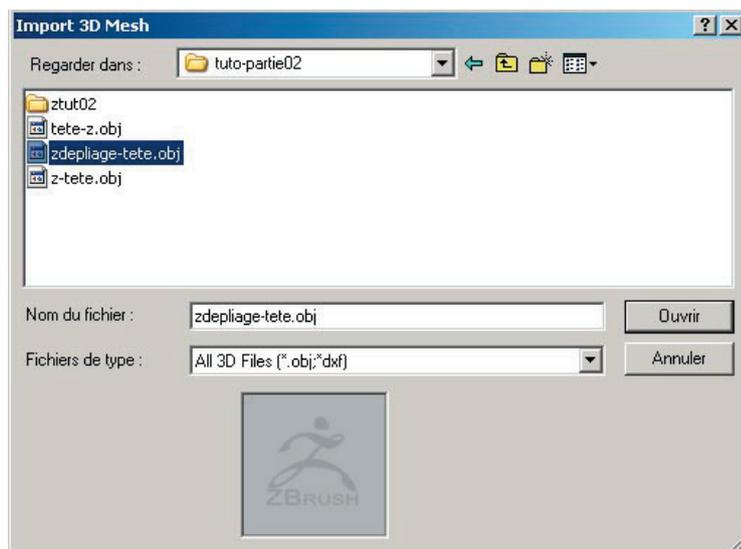 Import 3D Mesh
Regarder dans :
tuto-partie02
ztut02
tete-z.obj
zdepliage-tete.obj
z-tete.obj
Nom du fichier :
zdepliage-tete.obj
Ouvrir
Fichiers de type :
All 3D Files (*.obj;*dxf)
Annuler
ZBRUSH